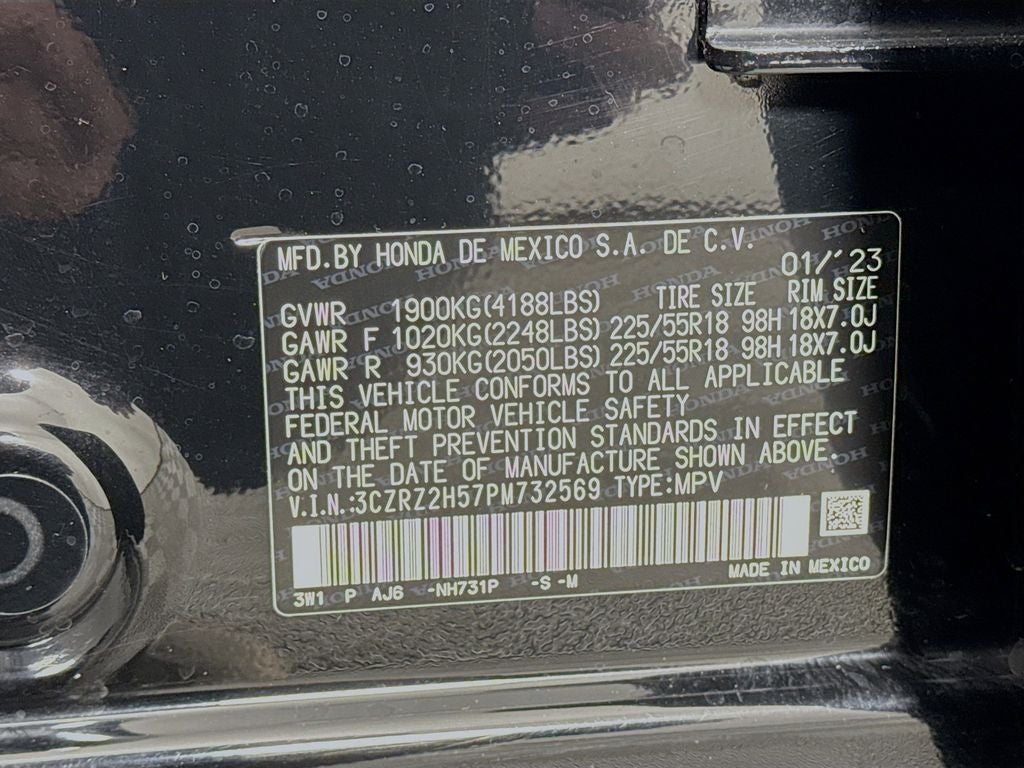 MFD.BY HONDA DE MEXICO S.A. DE C.V.
01/'23
GVWR 1900KG(4188LBS) TIRE SIZE RIM SIZE
GAWR F 1020KG(2248LBS) 225/55R18 98H 18X7.0J
GAWR R 930KG(2050LBS) 225/55R18 98H 18X7.0J
THIS VEHICLE CONFORMS TO ALL APPLICABLE
FEDERAL MOTOR VEHICLE SAFETY
AND THEFT PREVENTION STANDARDS IN EFFECT
ON THE DATE OF MANUFACTURE SHOWN ABOVE.
V.I.N.:3CZRZ2H57PM732569 TYPE:MPV
3W1 P AJ6 -NH731P -S -M MADE IN MEXICO